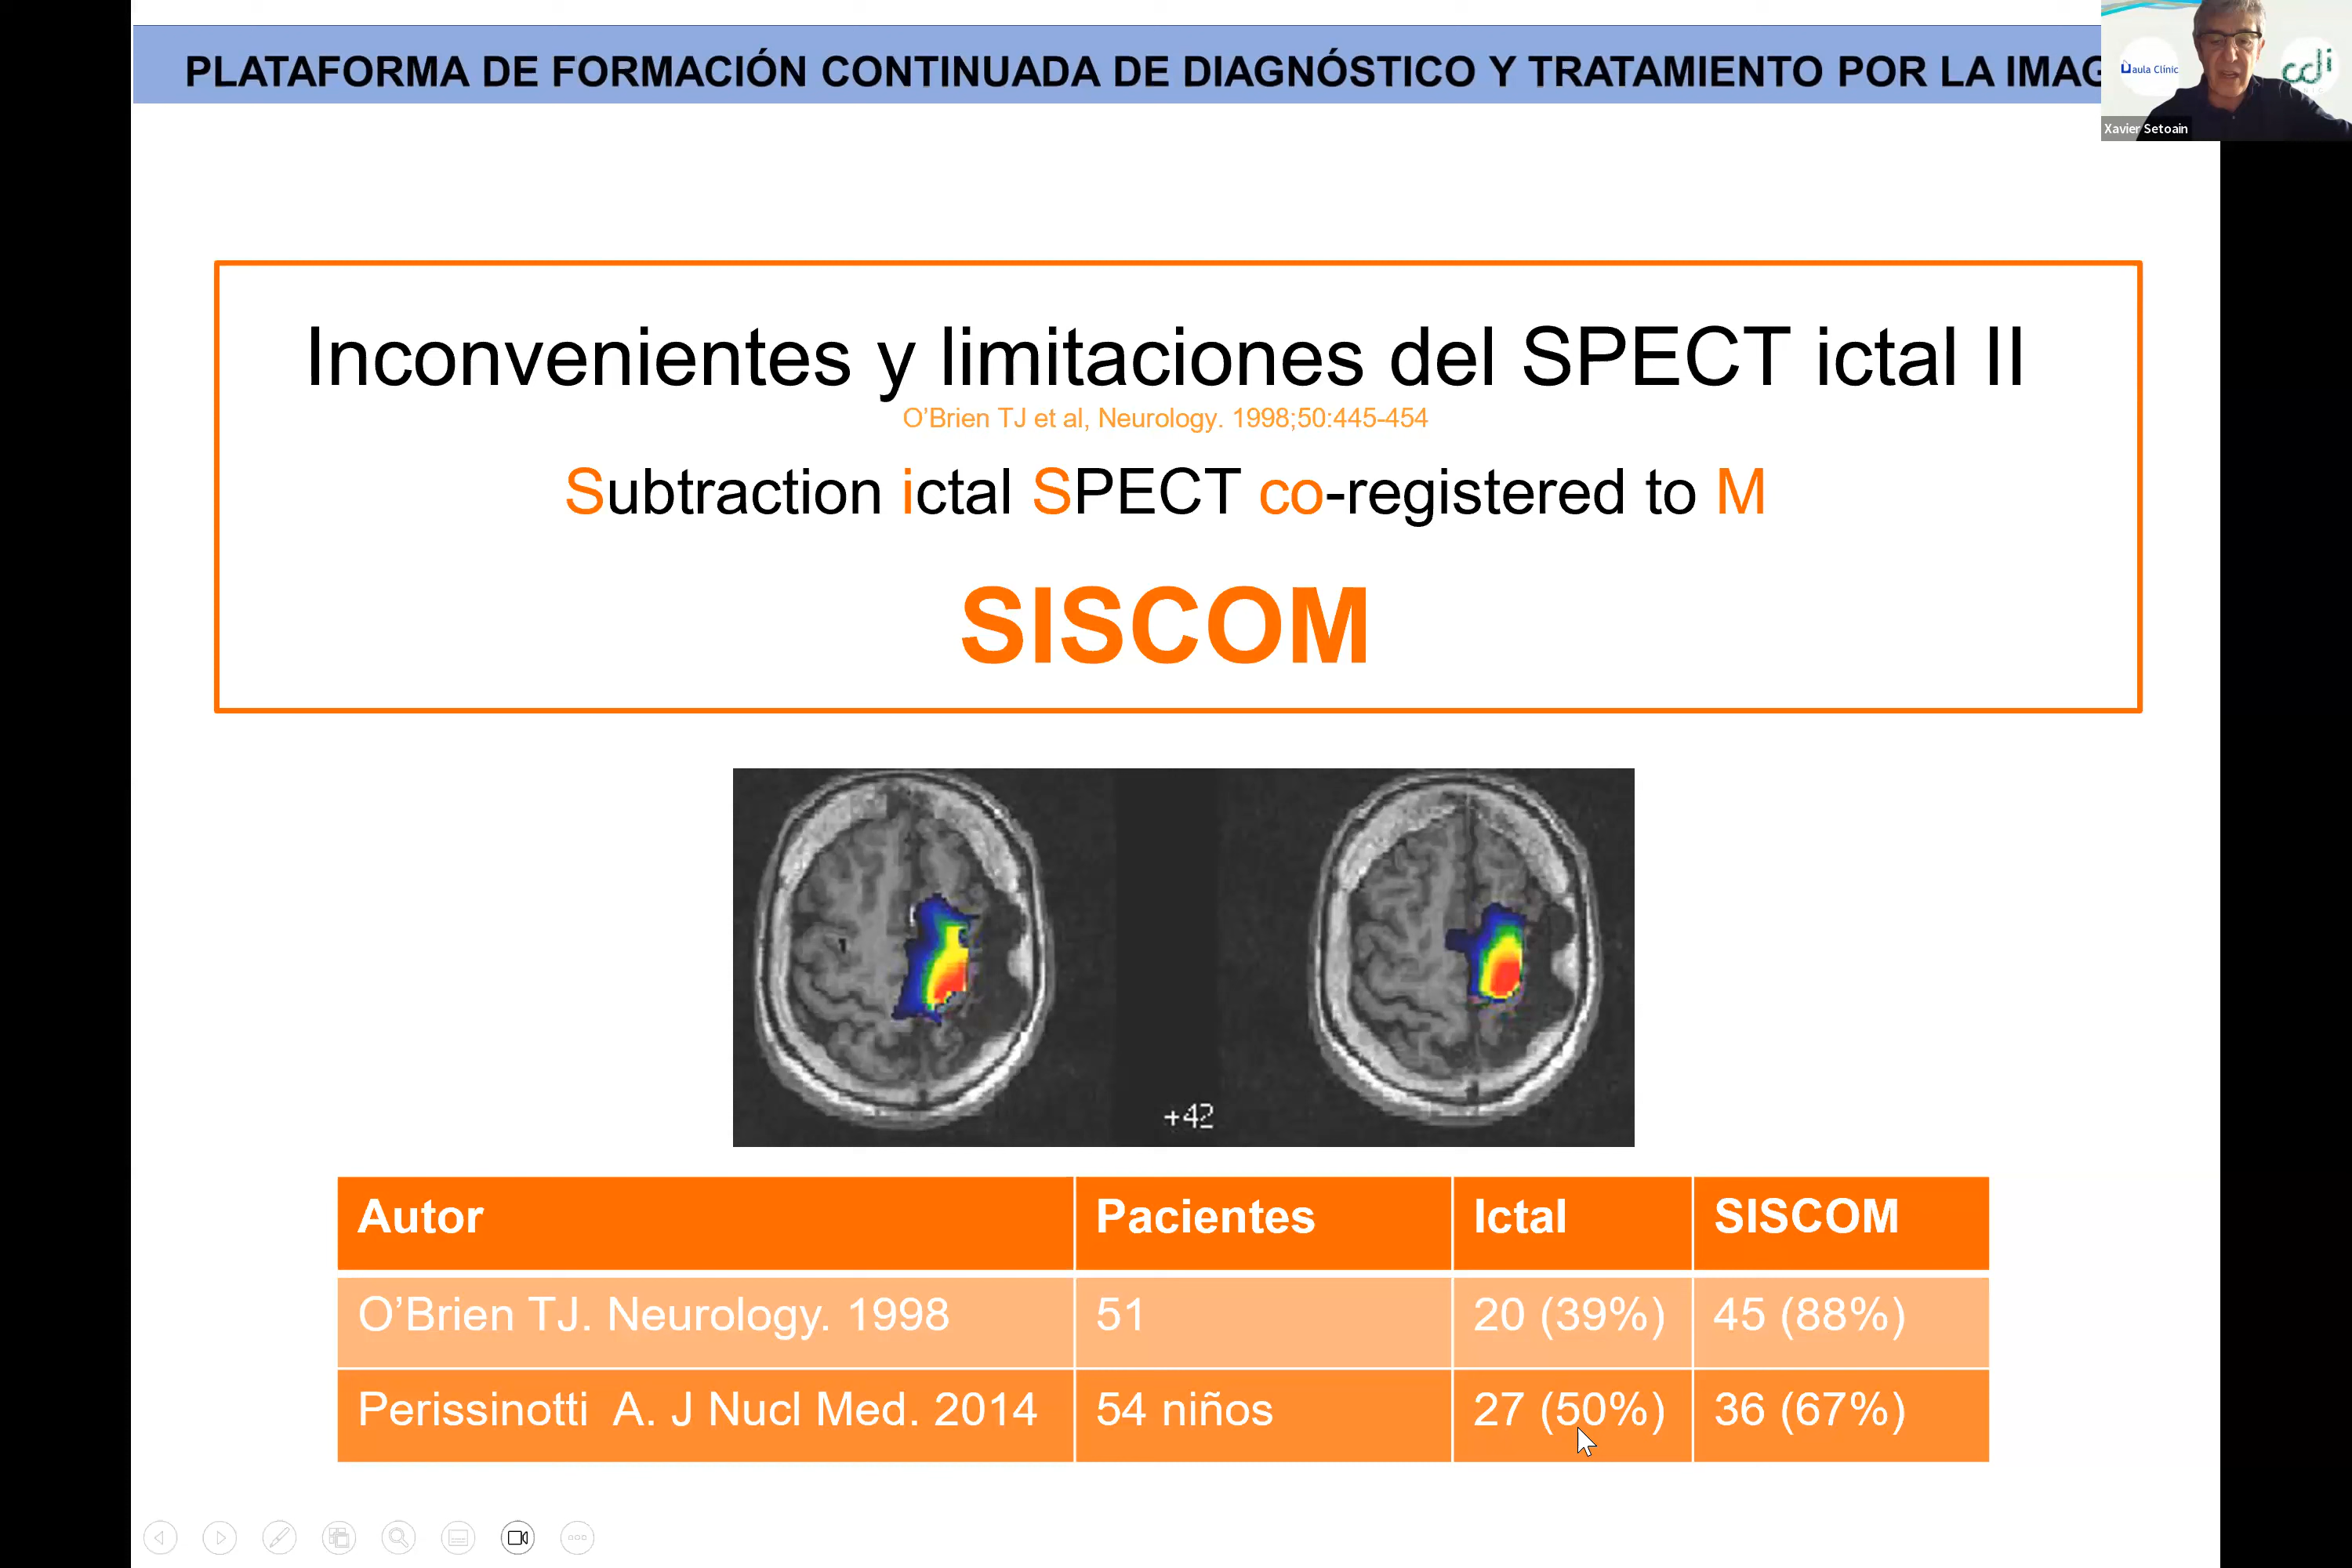 PLATAFORMA DE FORMACIÓN CONTINUADA DE DIAGNÓSTICO Y TRATAMIENTO POR LA IMAG
aula Clinic
cdi
Xavier Setoain
Inconvenientes y limitaciones del SPECT ictal II
O'Brien TJ et al, Neurology. 1998;50:445-454
Subtraction ictal SPECT co-registered to M
SISCOM
+42
Autor Pacientes Ictal SISCOM
O'Brien TJ. Neurology. 1998 51 20 (39%) 45 (88%)
Perissinotti A. J Nucl Med. 2014 54 niños 27 (50%) 36 (67%)